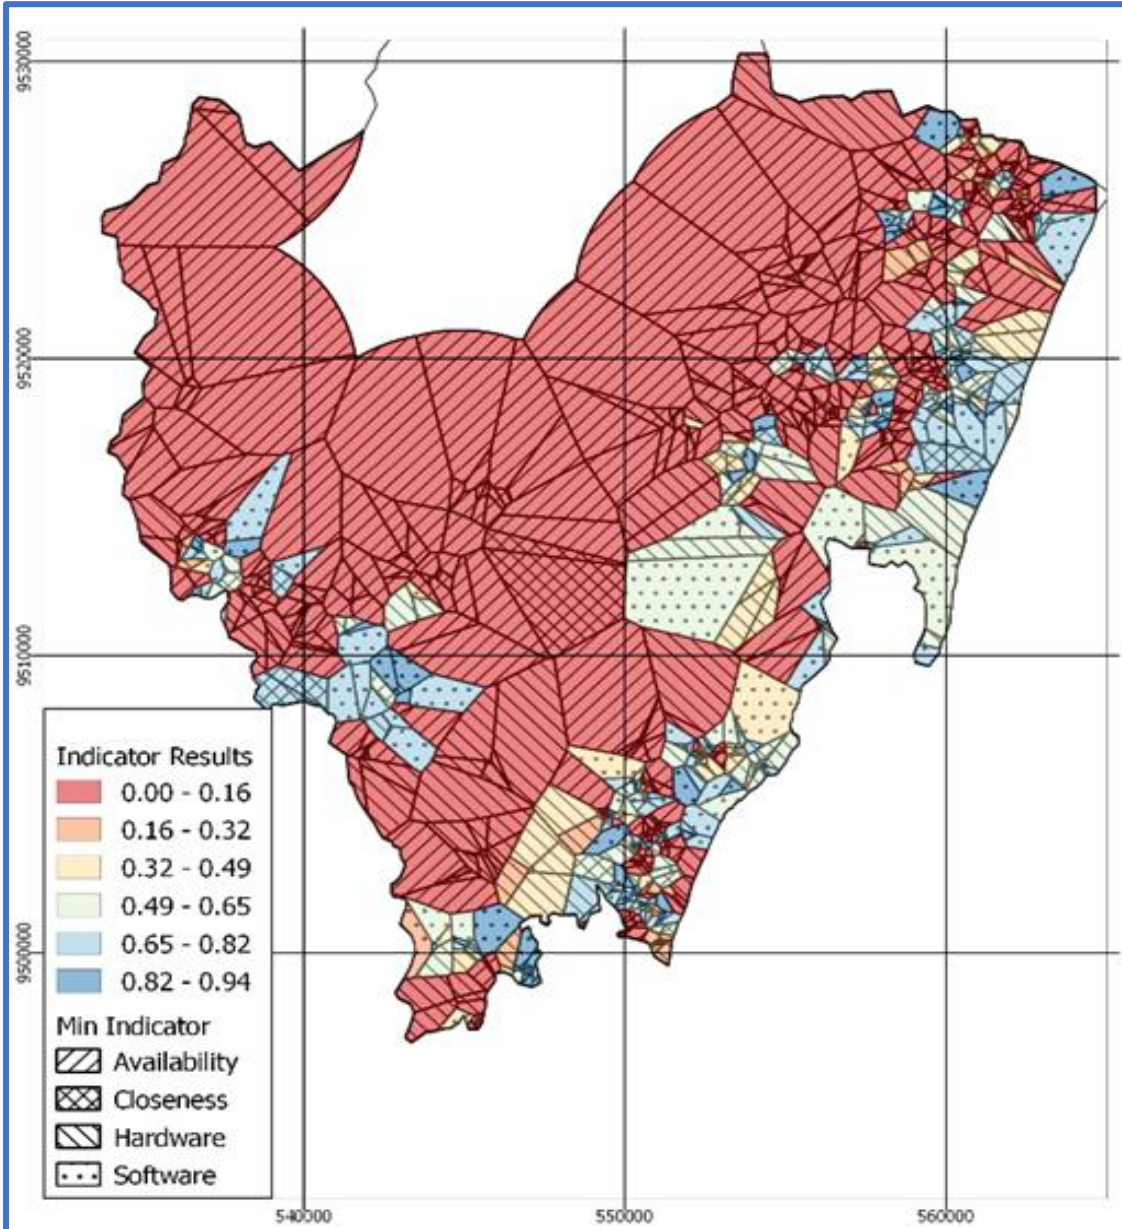 9530000
9520000
9510000
9500000
Indicator Results
0.00 - 0.16
0.16 - 0.32
0.32 - 0.49
0.49 - 0.65
0.65 - 0.82
0.82 - 0.94
Min Indicator
Availability
Closeness
Hardware
Software
540000
550000
560000